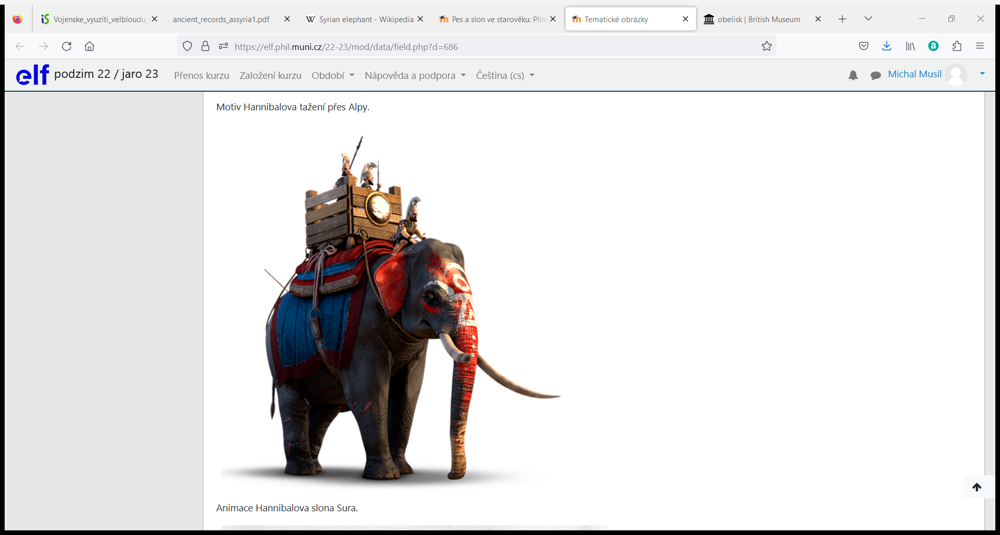 Vojenske_vyuziti_velbloudu_
ancient_records_assyria1.pdf
Syrian elephant - Wikipedia
Pes a slon ve starověku: Plini
Tematické obrázky
obelisk | British Museum
https://elf.phil.muni.cz/22-23/mod/data/field.php?d=686
elf podzim 22 / jaro 23
Přenos kurzu
Založení kurzu
Období
Nápověda a podpora
Čeština (cs)
Michal Musil
Motiv Hannibalova tažení přes Alpy.
Animace Hannibalova slona Sura.